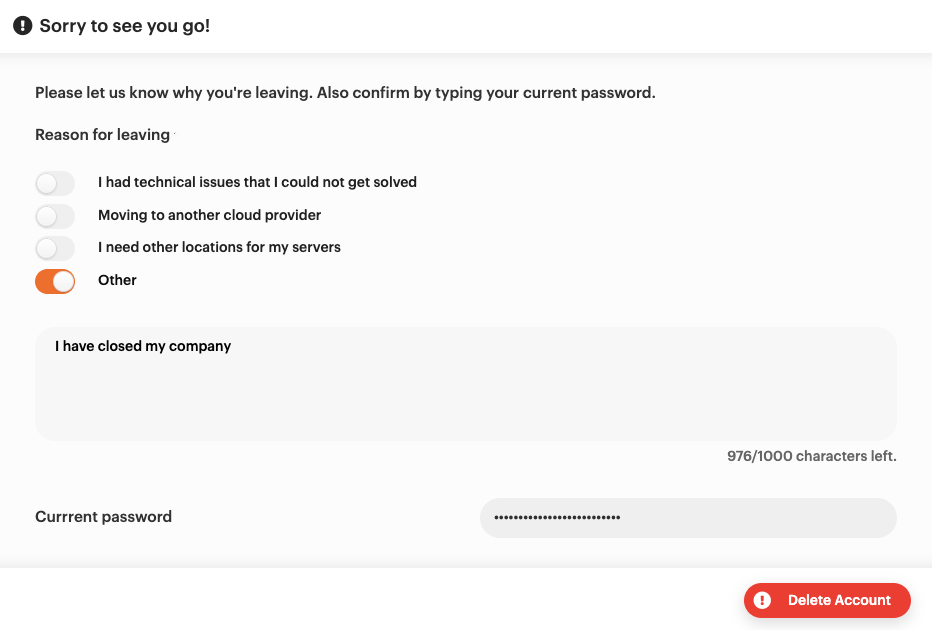 Sorry to see you go!
Please let us know why you're leaving. Also confirm by typing your current password.
Reason for leaving
I had technical issues that I could not get solved
Moving to another cloud provider
I need other locations for my servers
Other
I have closed my company
976/1000 characters left.
Currrent password
Delete Account